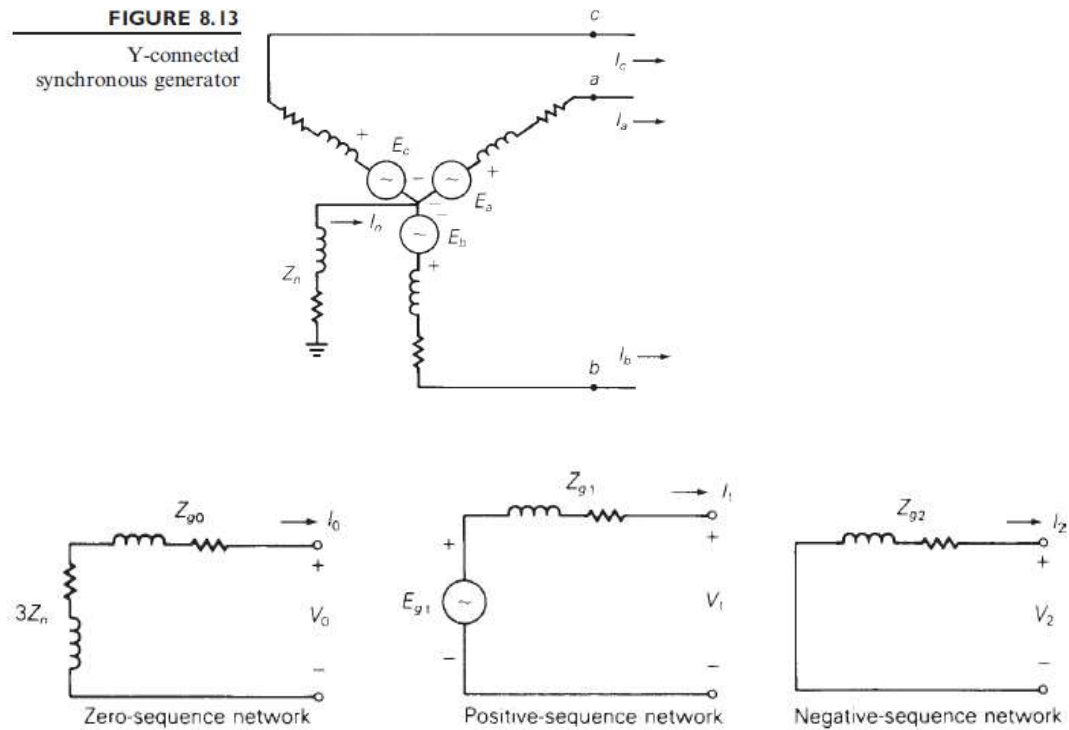 FIGURE 8.13
Y-connected
synchronous generator
c
I_c
a
I_a
E_c
+
-
E_a
+
-
I_n
E_b
-
+
Z_n
I_b
b
Z_g0
I_0
+
3Z_n
V_0
-
Zero-sequence network
Z_g1
I_1
+
+
E_g1
V_1
-
-
Positive-sequence network
Z_g2
I_2
+
V_2
-
Negative-sequence network